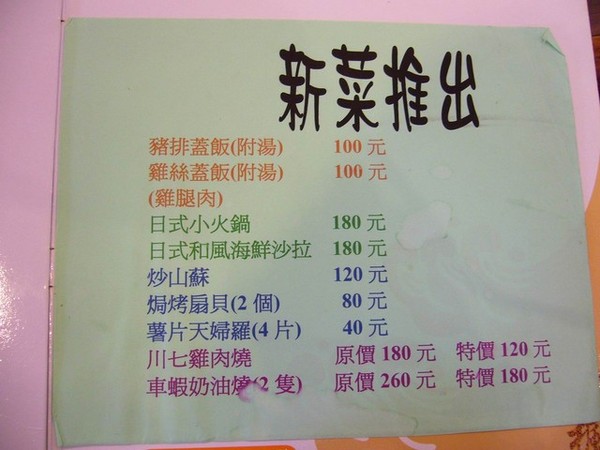 新菜推出
豬排蓋飯(附湯) 100元
雞絲蓋飯(附湯) 100元
(雞腿肉)
日式小火鍋 180元
日式和風海鮮沙拉 180元
炒山蘇 120元
焗烤扇貝(2個) 80元
薯片天婦羅(4片) 40元
川七雞肉燒 原價180元 特價120元
車蝦奶油燒(2隻) 原價260元 特價180元